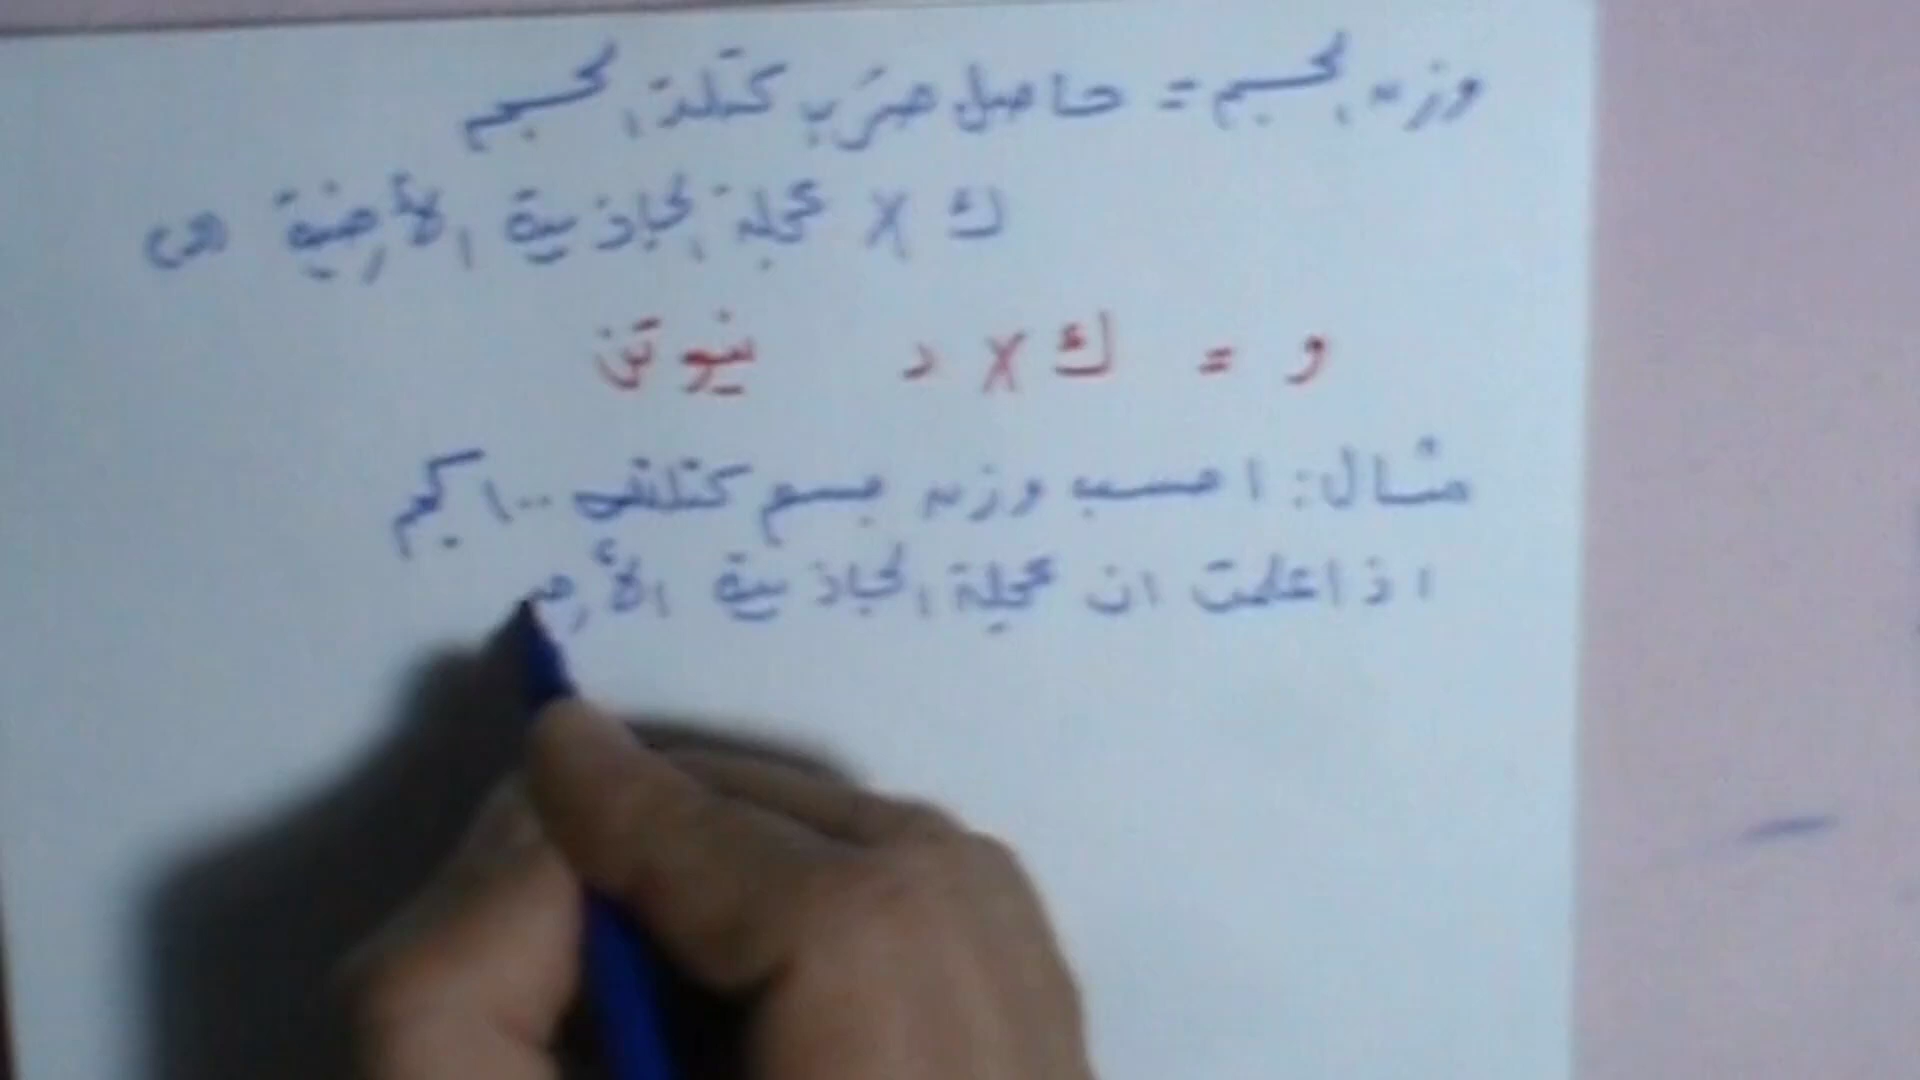 وزن الجسم = حاصل ضرب كتلة الجسم
ك X عجلة الجاذبية الأرضية (د)
و = ك X د نيوتن
مثال: احسب وزن جسم كتلته ١٠٠ كجم
اذا علمت ان عجلة الجاذبية